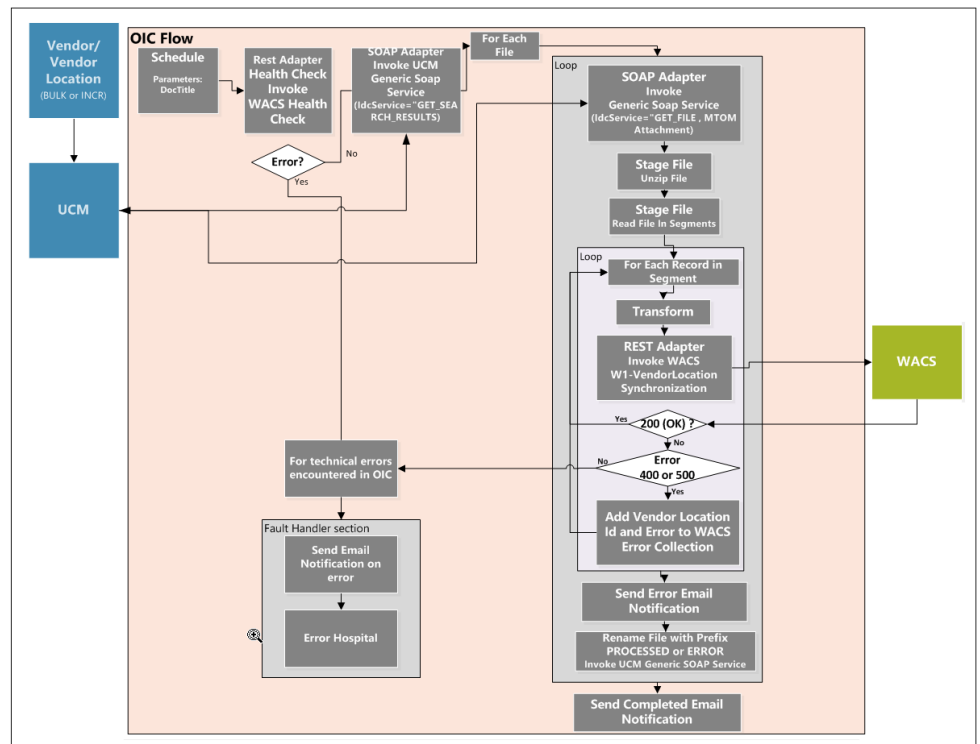 Vendor/
Vendor
Location
(BULK or INCR)
UCM
OIC Flow
Schedule
Parameters:
DocTitle
Rest Adapter
Health Check
Invoke
WACS Health
Check
SOAP Adapter
Invoke UCM
Generic Soap
Service
(IdcService="GET_SEA
RCH_RESULTS)
For Each
File
Error?
No
Yes
Loop
SOAP Adapter
Invoke
Generic Soap Service
(IdcService="GET_FILE , MTOM
Attachment)
Stage File
Unzip File
Stage File
Read File In Segments
Loop
For Each Record in
Segment
Transform
REST Adapter
Invoke WACS
W1-VendorLocation
Synchronization
WACS
Yes
200 (OK) ?
No
No
Error
400 or 500
Yes
Add Vendor Location
Id and Error to WACS
Error Collection
For technical errors
encountered in OIC
Fault Handler section
Send Email
Notification on
error
Error Hospital
Send Error Email
Notification
Rename File with Prefix
PROCESSED or ERROR
Invoke UCM Generic SOAP Service
Send Completed Email
Notification